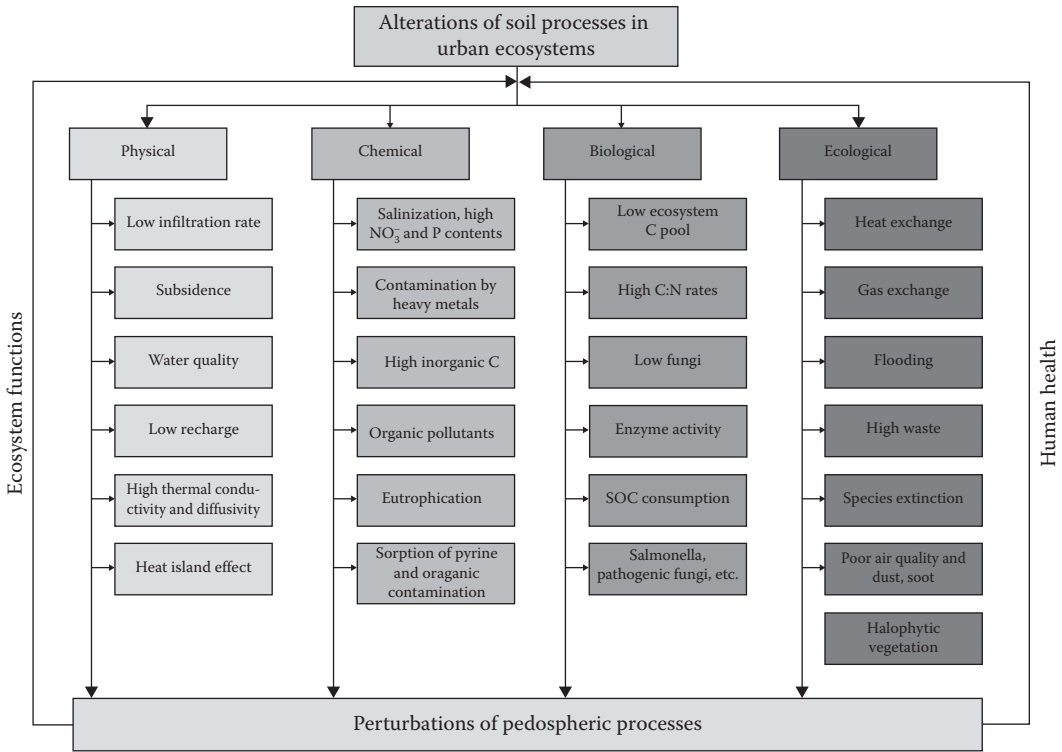 Alterations of soil processes in
urban ecosystems
Ecosystem functions
Human health
Physical
Low infiltration rate
Subsidence
Water quality
Low recharge
High thermal condu-
ctivity and diffusivity
Heat island effect
Chemical
Salinization, high
NO₃⁻ and P contents
Contamination by
heavy metals
High inorganic C
Organic pollutants
Eutrophication
Sorption of pyrine
and oraganic
contamination
Biological
Low ecosystem
C pool
High C:N rates
Low fungi
Enzyme activity
SOC consumption
Salmonella,
pathogenic fungi, etc.
Ecological
Heat exchange
Gas exchange
Flooding
High waste
Species extinction
Poor air quality and
dust, soot
Halophytic
vegetation
Perturbations of pedospheric processes